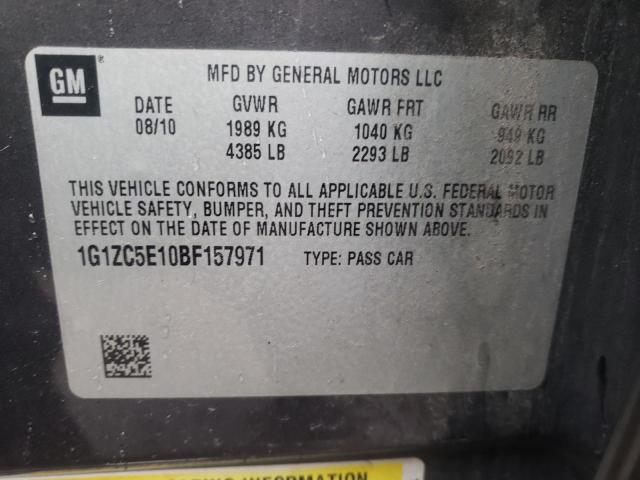 GM
®
MFD BY GENERAL MOTORS LLC
DATE GVWR GAWR FRT GAWR RR
08/10 1989 KG 1040 KG 949 KG
4385 LB 2293 LB 2092 LB
THIS VEHICLE CONFORMS TO ALL APPLICABLE U.S. FEDERAL MOTOR
VEHICLE SAFETY, BUMPER, AND THEFT PREVENTION STANDARDS IN
EFFECT ON THE DATE OF MANUFACTURE SHOWN ABOVE.
1G1ZC5E10BF157971 TYPE: PASS CAR
INFORMATION